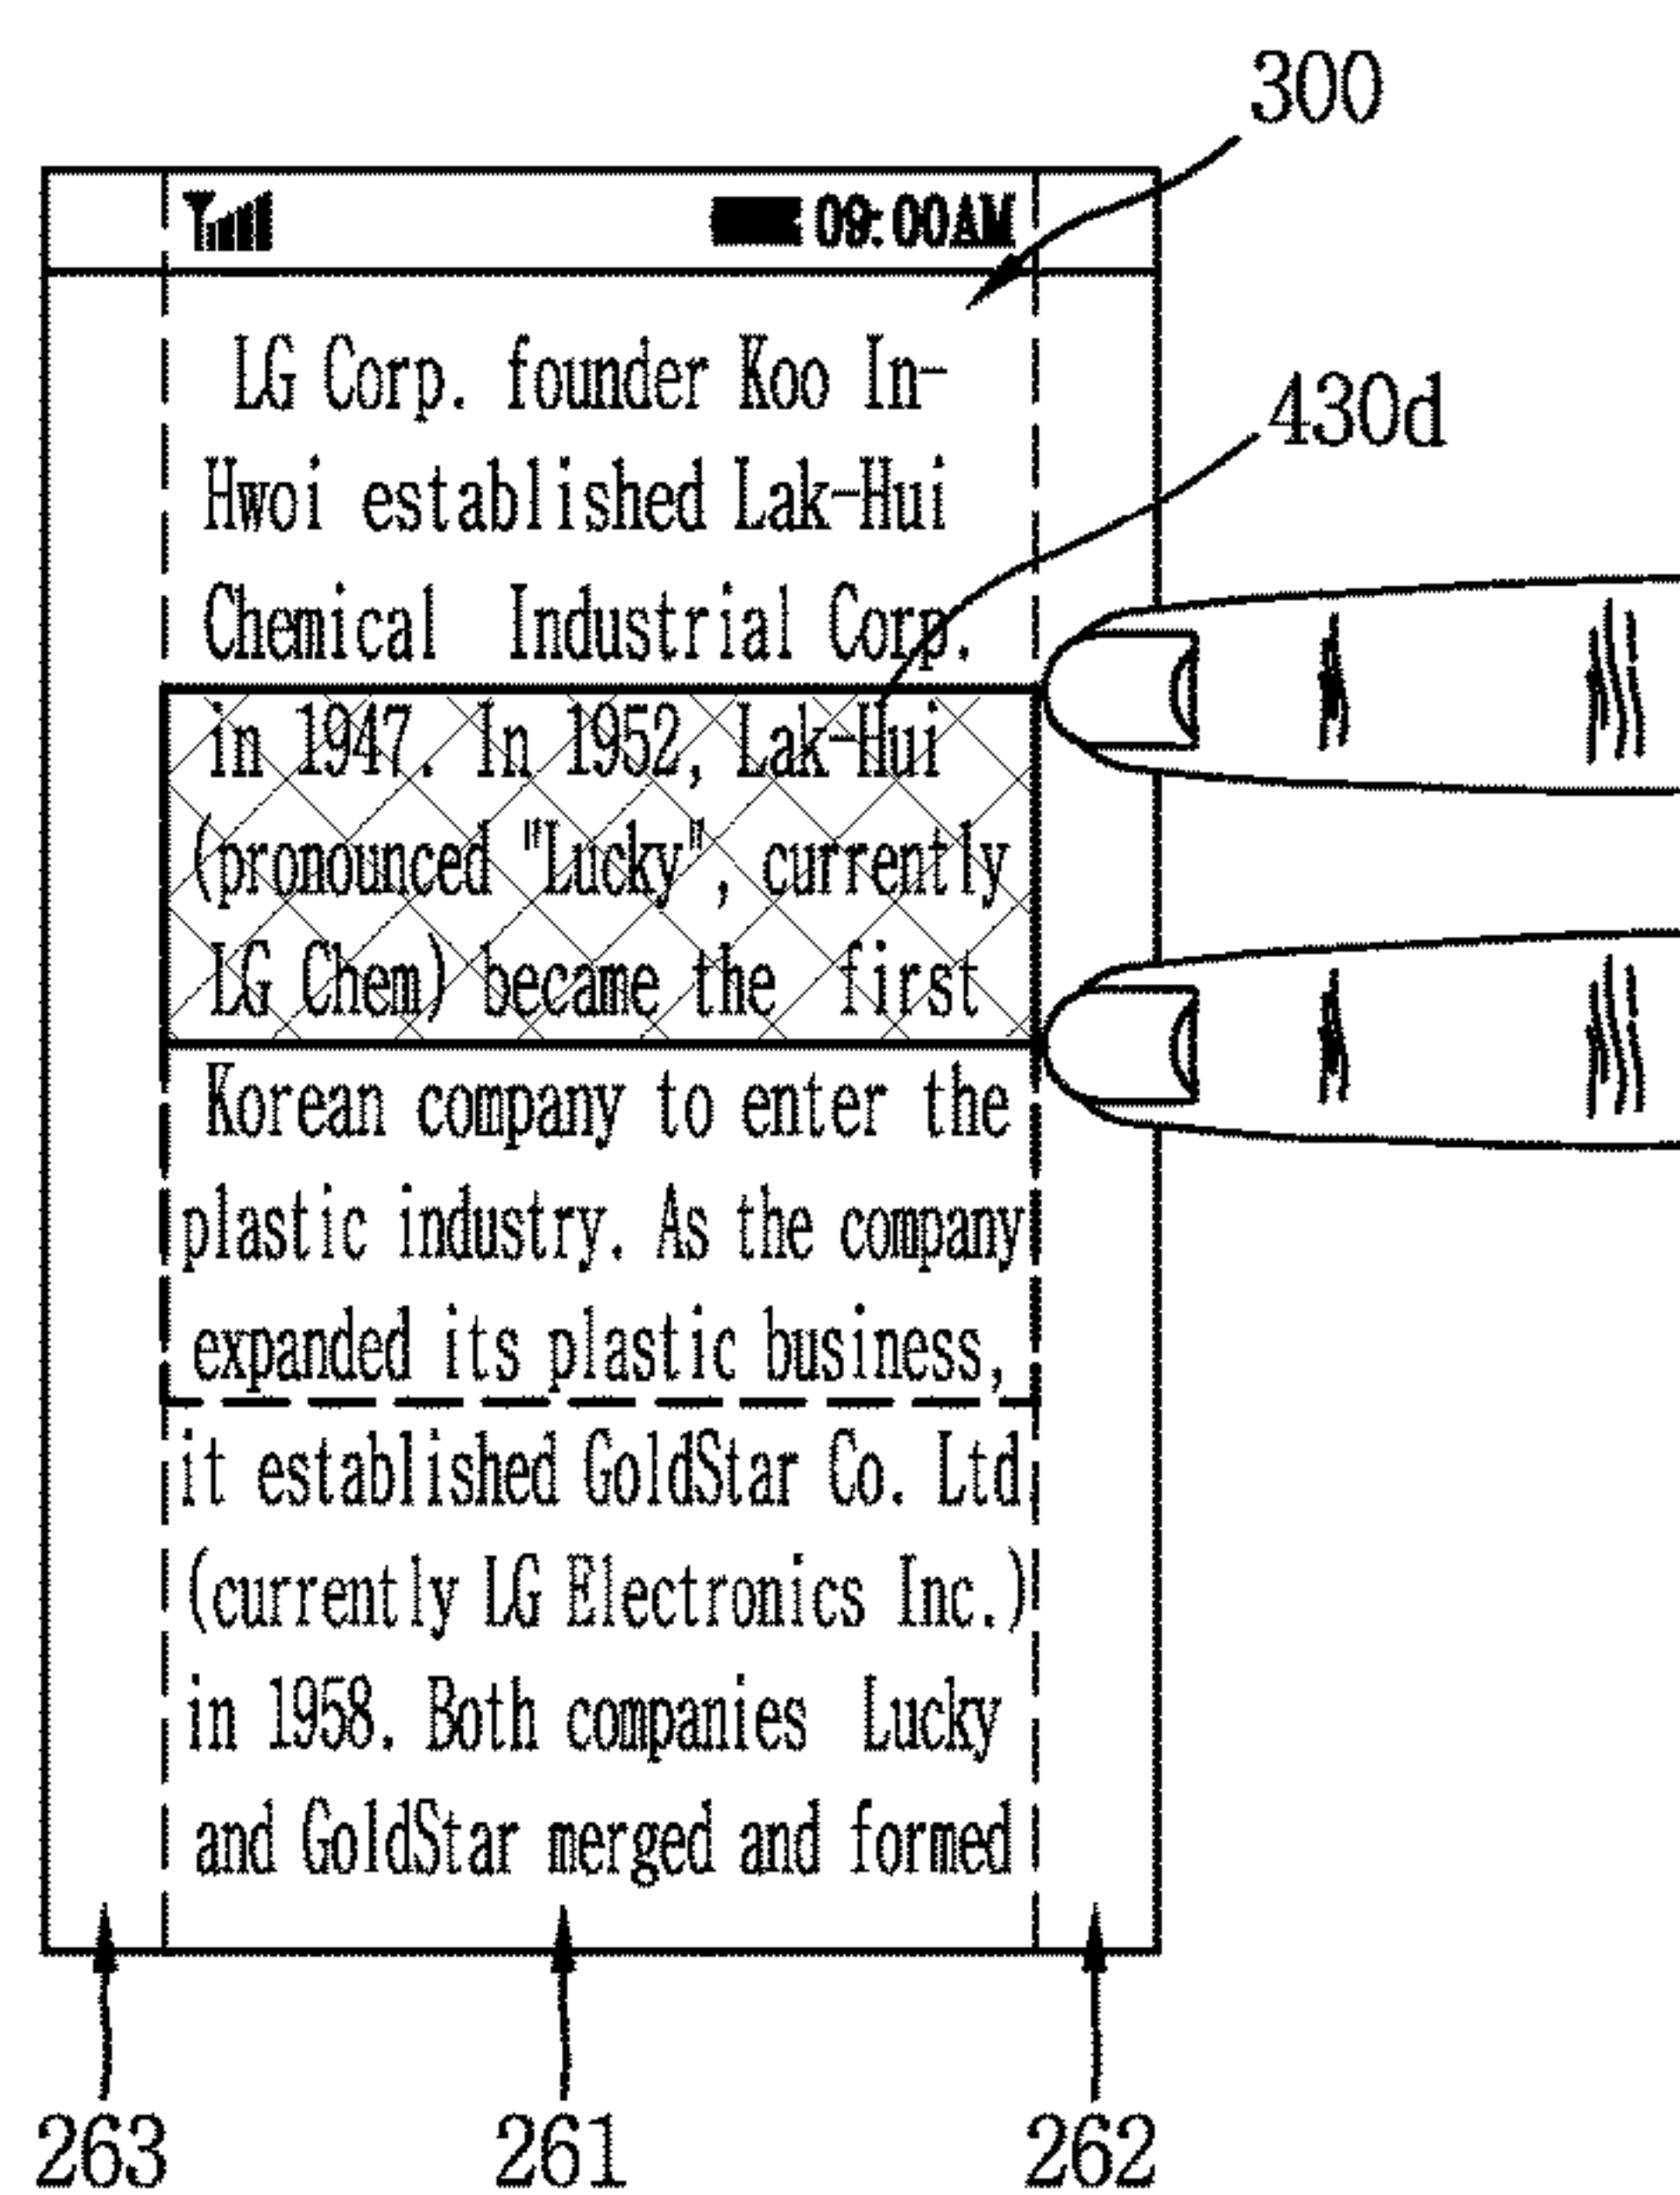 300
09:00AM
LG Corp. founder Koo In-
430d
Hwoi established Lak-Hui
Chemical Industrial Corp.
in 1947. In 1952, Lak-Hui
(pronounced "Lucky", currently
LG Chem) became the first
Korean company to enter the
plastic industry. As the company
expanded its plastic business,
it established GoldStar Co. Ltd
(currently LG Electronics Inc.)
in 1958. Both companies Lucky
and GoldStar merged and formed
263 261 262